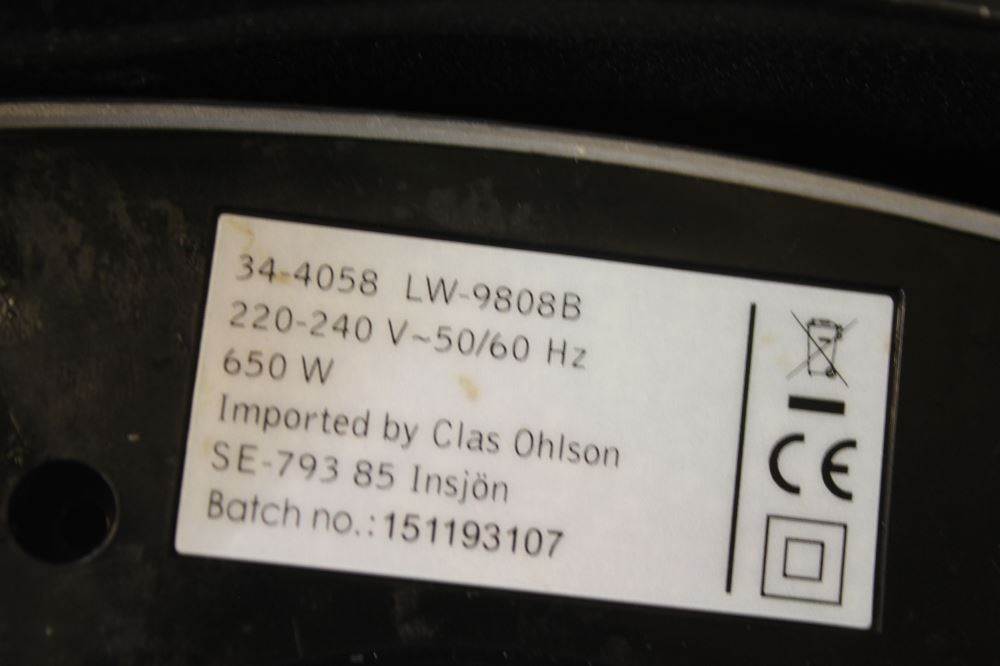 34-4058 LW-9808B
220-240 V~50/60 Hz
650 W
Imported by Clas Ohlson
SE-793 85 Insjön
Batch no.: 151193107
CE